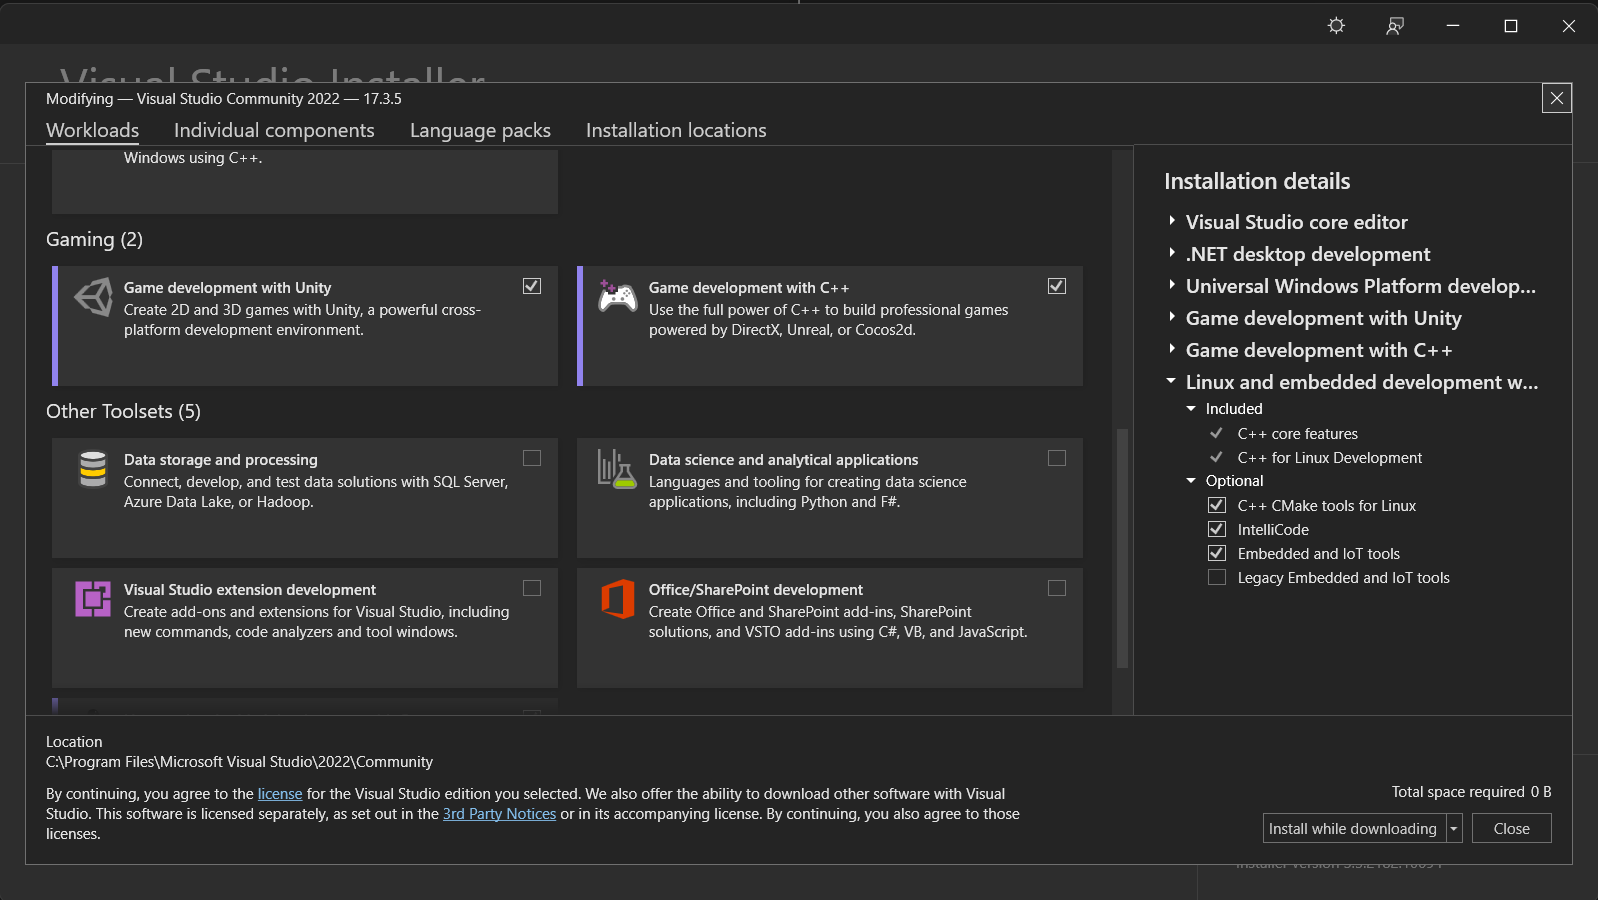 Visual Studio Installer
Modifying — Visual Studio Community 2022 — 17.3.5
Workloads
Individual components
Language packs
Installation locations
Windows using C++.
Gaming (2)
Game development with Unity
Create 2D and 3D games with Unity, a powerful cross-
platform development environment.
Game development with C++
Use the full power of C++ to build professional games
powered by DirectX, Unreal, or Cocos2d.
Other Toolsets (5)
Data storage and processing
Connect, develop, and test data solutions with SQL Server,
Azure Data Lake, or Hadoop.
Data science and analytical applications
Languages and tooling for creating data science
applications, including Python and F#.
Visual Studio extension development
Create add-ons and extensions for Visual Studio, including
new commands, code analyzers and tool windows.
Office/SharePoint development
Create Office and SharePoint add-ins, SharePoint
solutions, and VSTO add-ins using C#, VB, and JavaScript.
Installation details
Visual Studio core editor
.NET desktop development
Universal Windows Platform develop...
Game development with Unity
Game development with C++
Linux and embedded development w...
Included
C++ core features
C++ for Linux Development
Optional
C++ CMake tools for Linux
IntelliCode
Embedded and IoT tools
Legacy Embedded and IoT tools
Location
C:\Program Files\Microsoft Visual Studio\2022\Community
By continuing, you agree to the license for the Visual Studio edition you selected. We also offer the ability to download other software with Visual
Studio. This software is licensed separately, as set out in the 3rd Party Notices or in its accompanying license. By continuing, you also agree to those
licenses.
Total space required 0 B
Install while downloading
Close